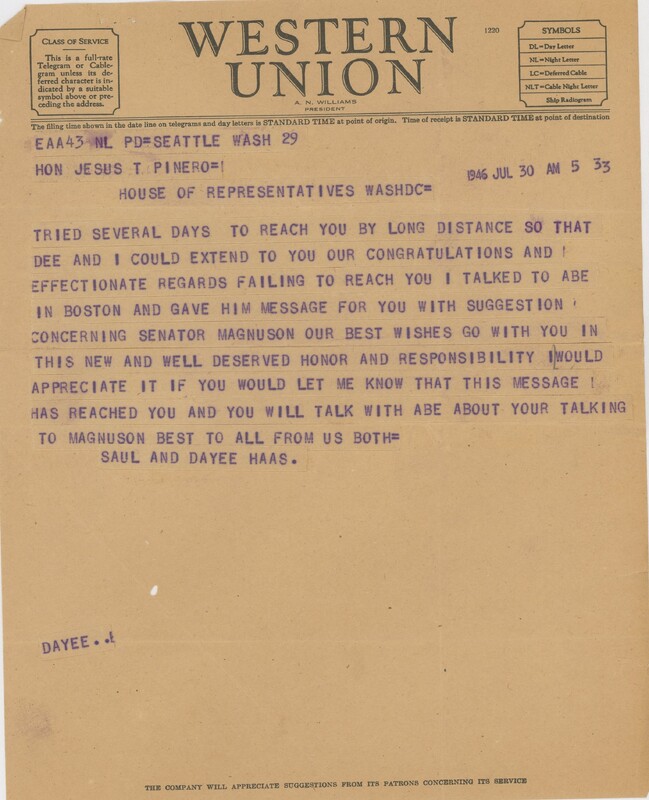 CLASS OF SERVICE
This is a full-rate
Telegram or Cable-
gram unless its de-
ferred character is in-
dicated by a suitable
symbol above or pre-
ceding the address.
WESTERN
UNION
A. N. WILLIAMS
PRESIDENT
1220
SYMBOLS
DL=Day Letter
NL=Night Letter
LC=Deferred Cable
NLT=Cable Night Letter
Ship Radiogram
The filing time shown in the date line on telegrams and day letters is STANDARD TIME at point of origin. Time of receipt is STANDARD TIME at point of destination
EAA43 NL PD=SEATTLE WASH 29
HON JESUS T PINERO=
1946 JUL 30 AM 5 33
HOUSE OF REPRESENTATIVES WASHDC=
TRIED SEVERAL DAYS TO REACH YOU BY LONG DISTANCE SO THAT
DEE AND I COULD EXTEND TO YOU OUR CONGRATULATIONS AND
EFFECTIONATE REGARDS FAILING TO REACH YOU I TALKED TO ABE
IN BOSTON AND GAVE HIM MESSAGE FOR YOU WITH SUGGESTION
CONCERNING SENATOR MAGNUSON OUR BEST WISHES GO WITH YOU IN
THIS NEW AND WELL DESERVED HONOR AND RESPONSIBILITY I WOULD
APPRECIATE IT IF YOU WOULD LET ME KNOW THAT THIS MESSAGE
HAS REACHED YOU AND YOU WILL TALK WITH ABE ABOUT YOUR TALKING
TO MAGNUSON BEST TO ALL FROM US BOTH=
SAUL AND DAYEE HAAS.
DAYEE..
THE COMPANY WILL APPRECIATE SUGGESTIONS FROM ITS PATRONS CONCERNING ITS SERVICE